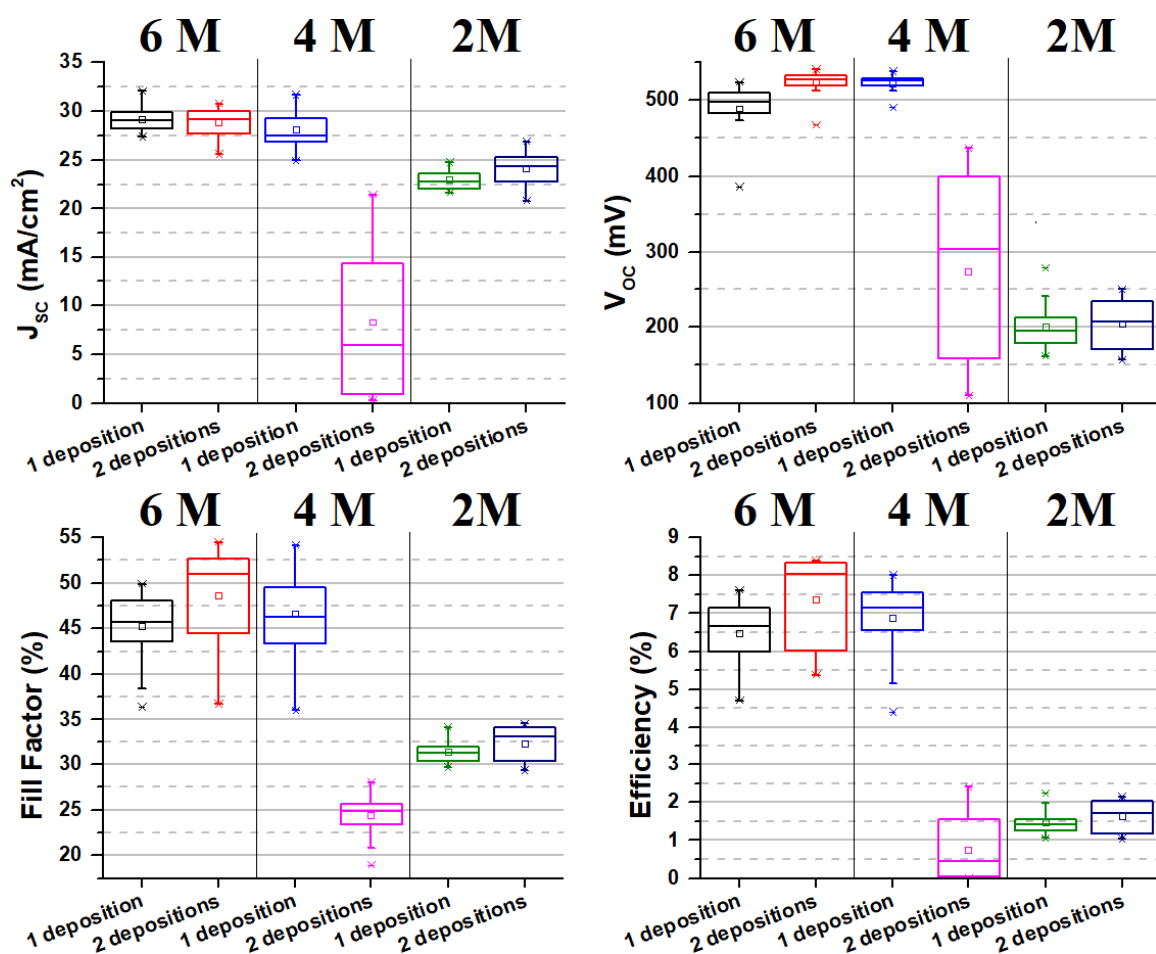 6 M 4 M 2M
35
30
25
20
15
10
5
0
J_SC (mA/cm²)
1 deposition
2 depositions
1 deposition
2 depositions
1 deposition
2 depositions
6 M 4 M 2M
500
400
300
200
100
V_OC (mV)
1 deposition
2 depositions
1 deposition
2 depositions
1 deposition
2 depositions
6 M 4 M 2M
55
50
45
40
35
30
25
20
Fill Factor (%)
1 deposition
2 depositions
1 deposition
2 depositions
1 deposition
2 depositions
6 M 4 M 2M
9
8
7
6
5
4
3
2
1
0
Efficiency (%)
1 deposition
2 depositions
1 deposition
2 depositions
1 deposition
2 depositions